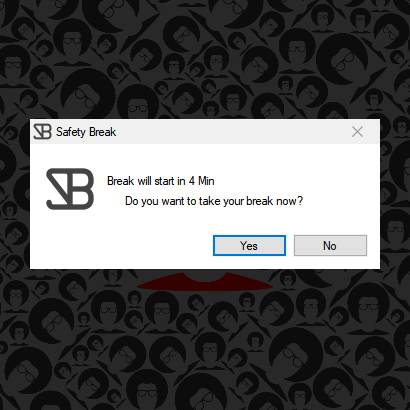 Safety Break
Break will start in 4 Min
Do you want to take your break now?
Yes
No